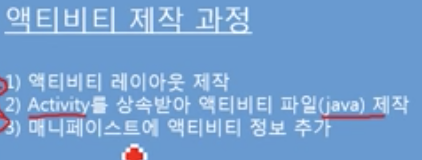 액티비티 제작 과정
1) 액티비티 레이아웃 제작
2) Activity를 상속받아 액티비티 파일(java) 제작
3) 매니페이스트에 액티비티 정보 추가